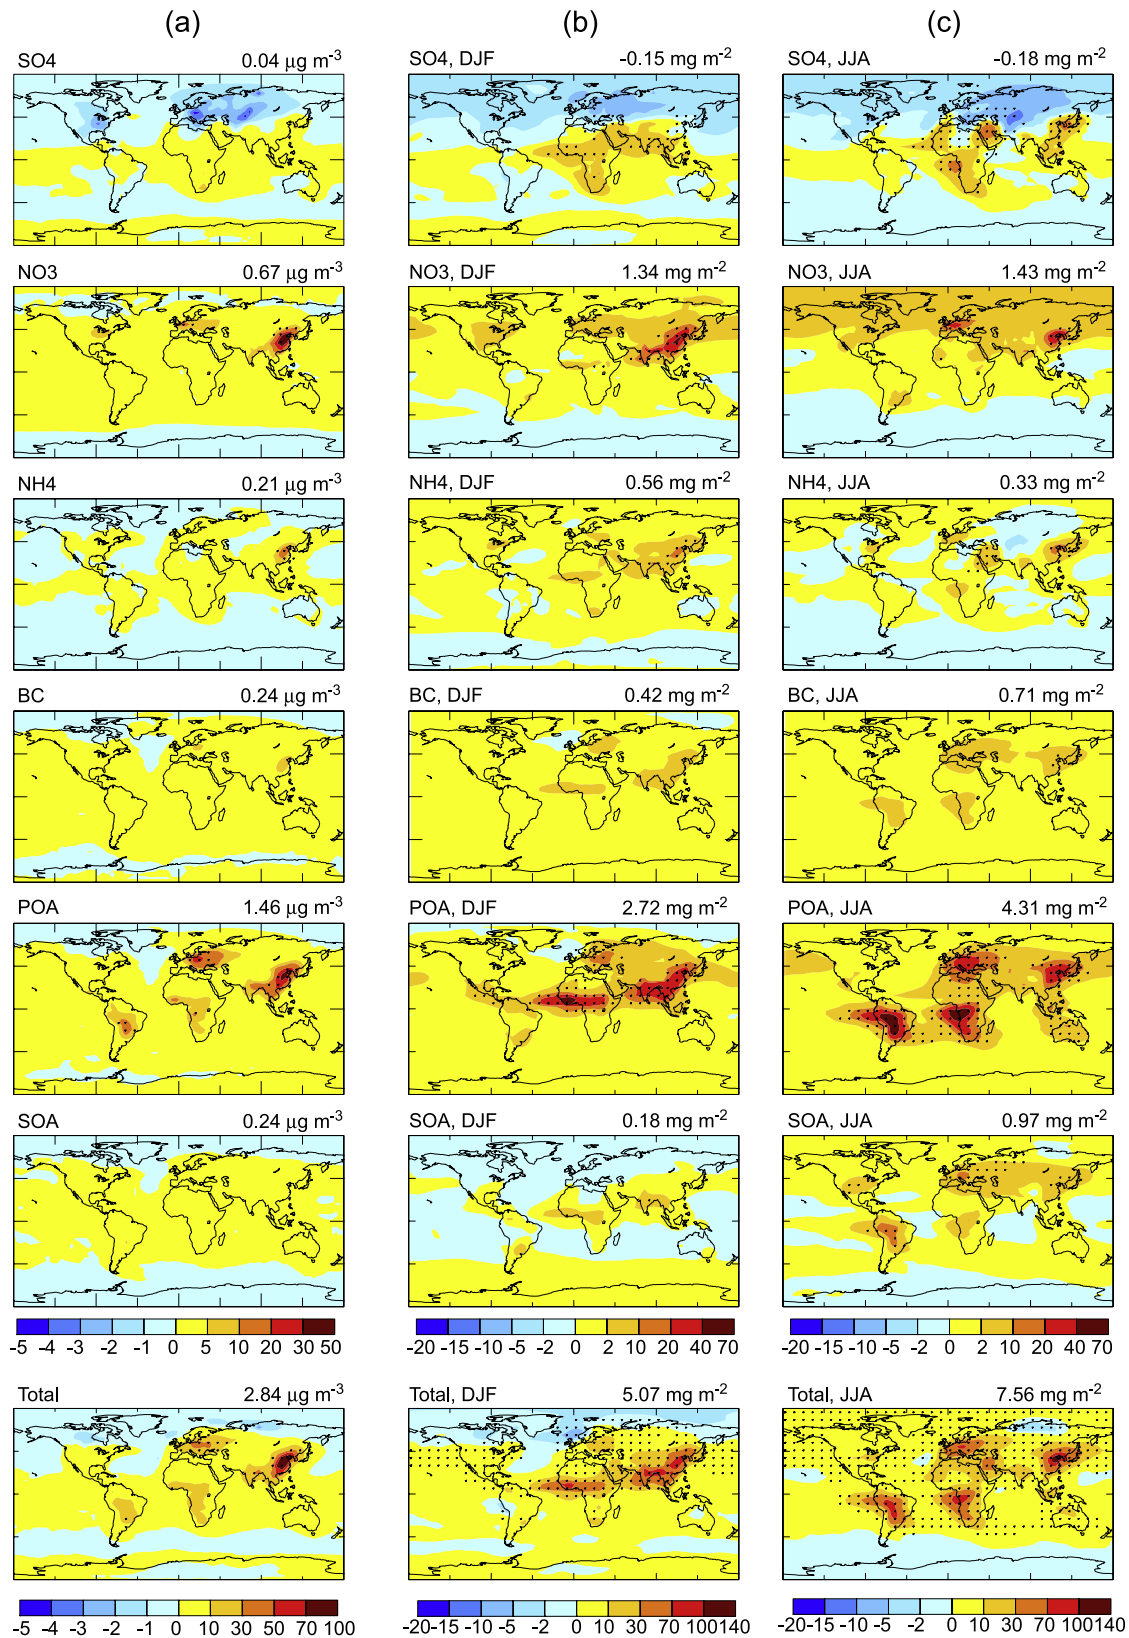 (a) (b) (c)
SO4 0.04 μg m-3 SO4, DJF -0.15 mg m-2 SO4, JJA -0.18 mg m-2
NO3 0.67 μg m-3 NO3, DJF 1.34 mg m-2 NO3, JJA 1.43 mg m-2
NH4 0.21 μg m-3 NH4, DJF 0.56 mg m-2 NH4, JJA 0.33 mg m-2
BC 0.24 μg m-3 BC, DJF 0.42 mg m-2 BC, JJA 0.71 mg m-2
POA 1.46 μg m-3 POA, DJF 2.72 mg m-2 POA, JJA 4.31 mg m-2
SOA 0.24 μg m-3 SOA, DJF 0.18 mg m-2 SOA, JJA 0.97 mg m-2
-5 -4 -3 -2 -1 0 5 10 20 30 50 -20 -15 -10 -5 -2 0 2 10 20 40 70 -20 -15 -10 -5 -2 0 2 10 20 40 70
Total 2.84 μg m-3 Total, DJF 5.07 mg m-2 Total, JJA 7.56 mg m-2
-5 -4 -3 -2 -1 0 10 30 50 70 100 -20 -15 -10 -5 -2 0 10 30 70 100 140 -20 -15 -10 -5 -2 0 10 30 70 100 140